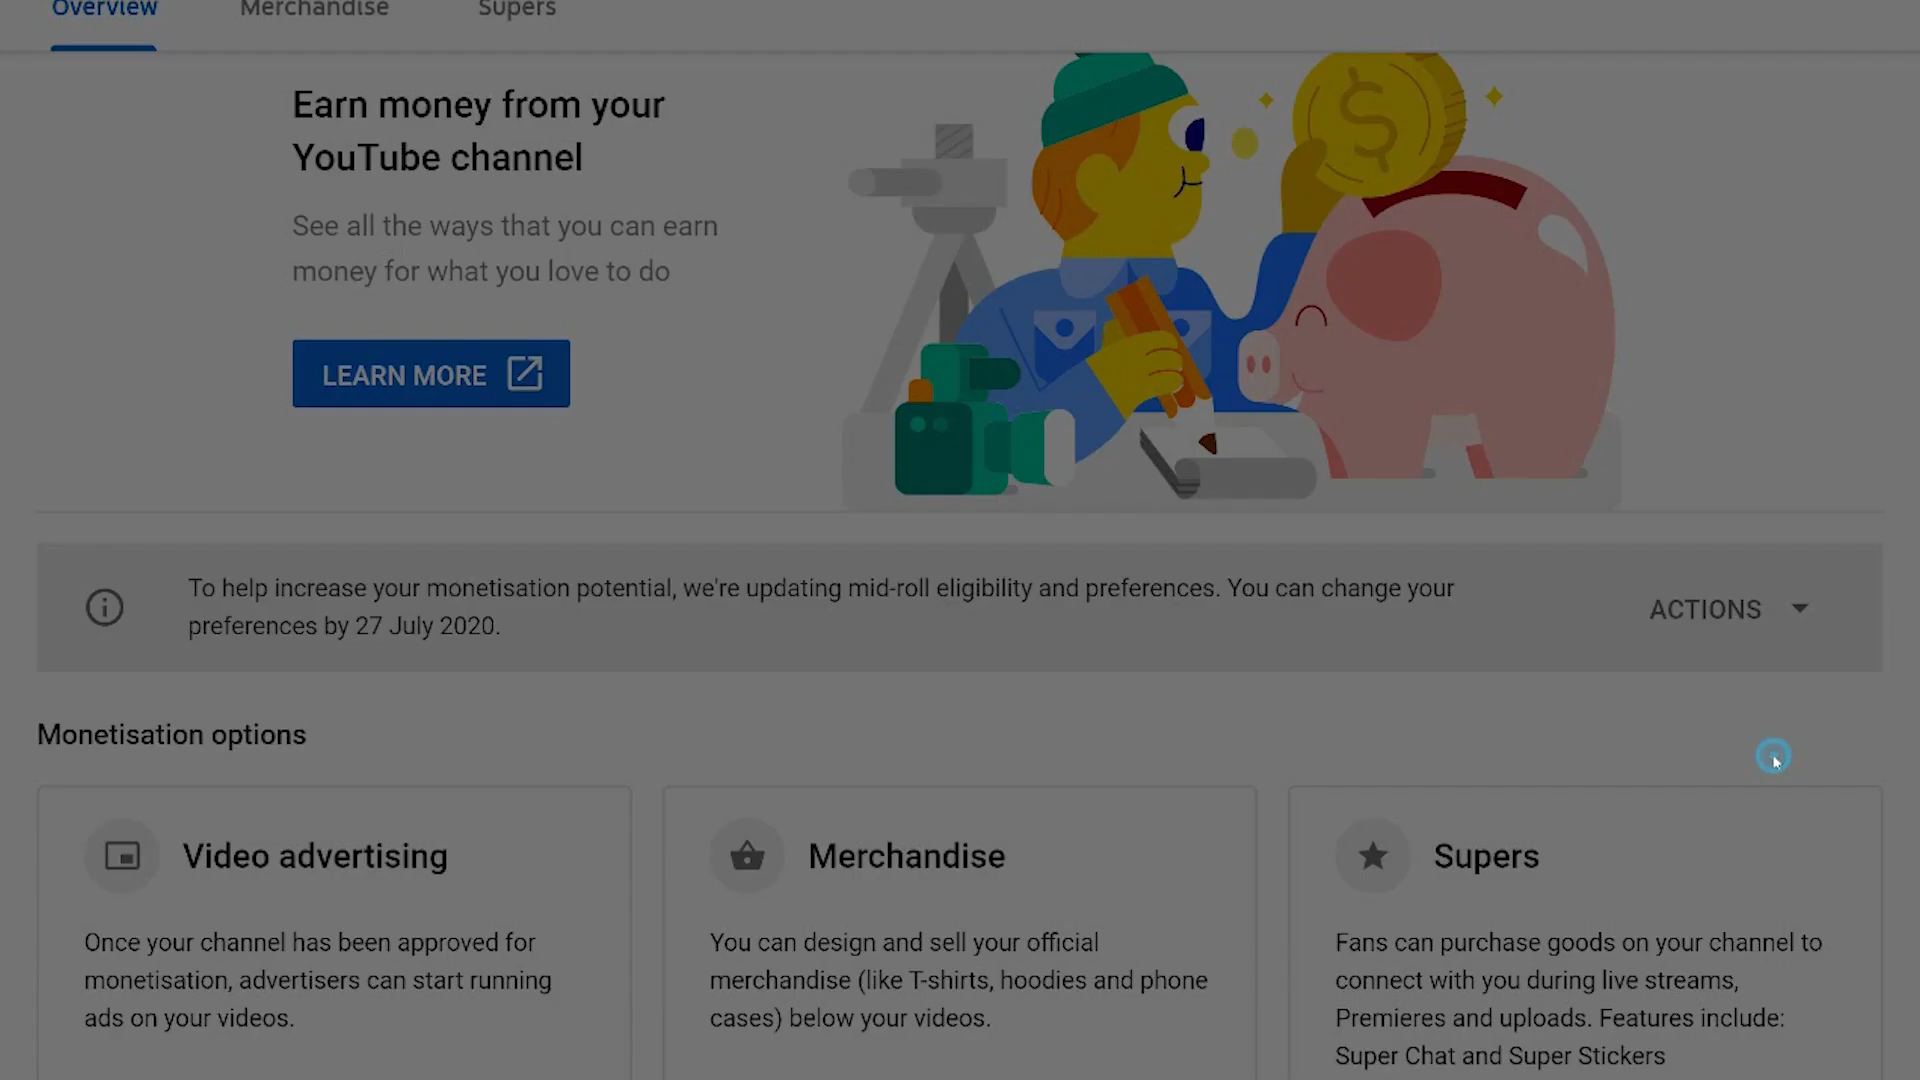 Overview Merchandise Supers
Earn money from your
YouTube channel
See all the ways that you can earn
money for what you love to do
LEARN MORE
To help increase your monetisation potential, we're updating mid-roll eligibility and preferences. You can change your
preferences by 27 July 2020.
ACTIONS
Monetisation options
Video advertising
Once your channel has been approved for
monetisation, advertisers can start running
ads on your videos.
Merchandise
You can design and sell your official
merchandise (like T-shirts, hoodies and phone
cases) below your videos.
Supers
Fans can purchase goods on your channel to
connect with you during live streams,
Premieres and uploads. Features include:
Super Chat and Super Stickers